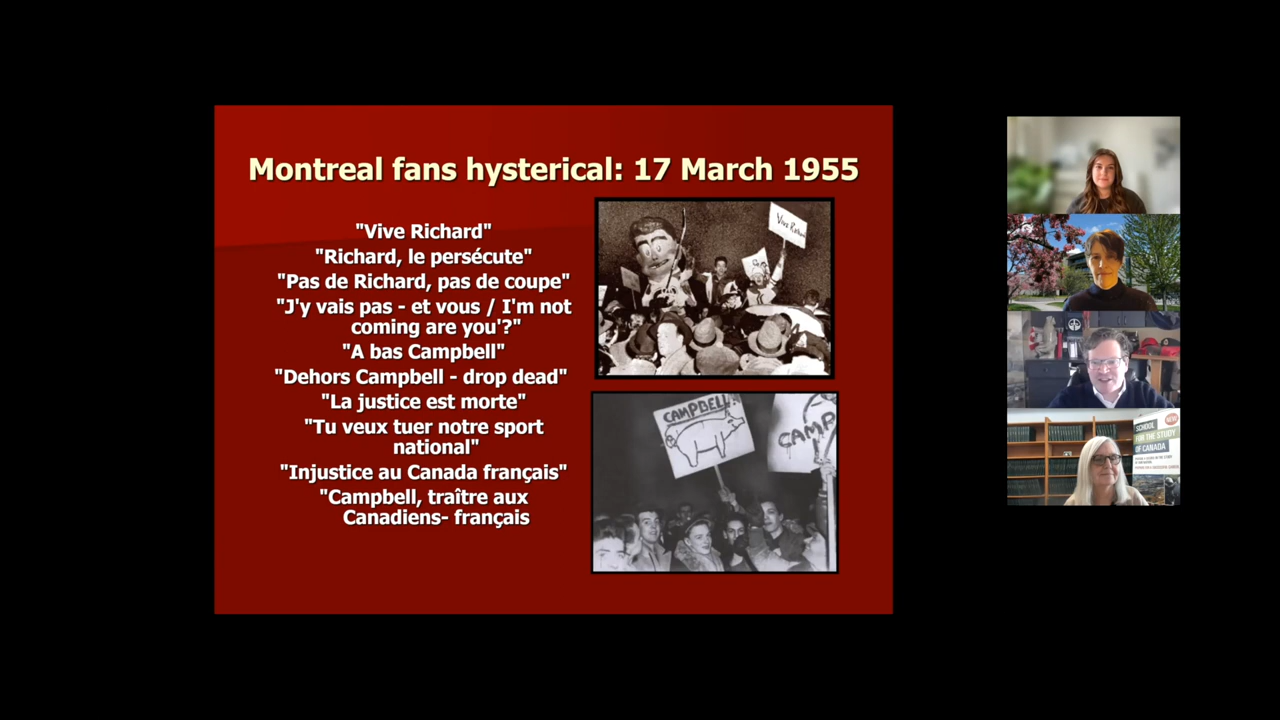 Montreal fans hysterical: 17 March 1955
"Vive Richard"
"Richard, le persécute"
"Pas de Richard, pas de coupe"
"J'y vais pas - et vous / I'm not
coming are you'?"
"A bas Campbell"
"Dehors Campbell - drop dead"
"La justice est morte"
"Tu veux tuer notre sport
national"
"Injustice au Canada français"
"Campbell, traître aux
Canadiens- français
Vive Richard
CAMPBELL
CAMP
SCHOOL
FOR THE STUDY
OF CANADA